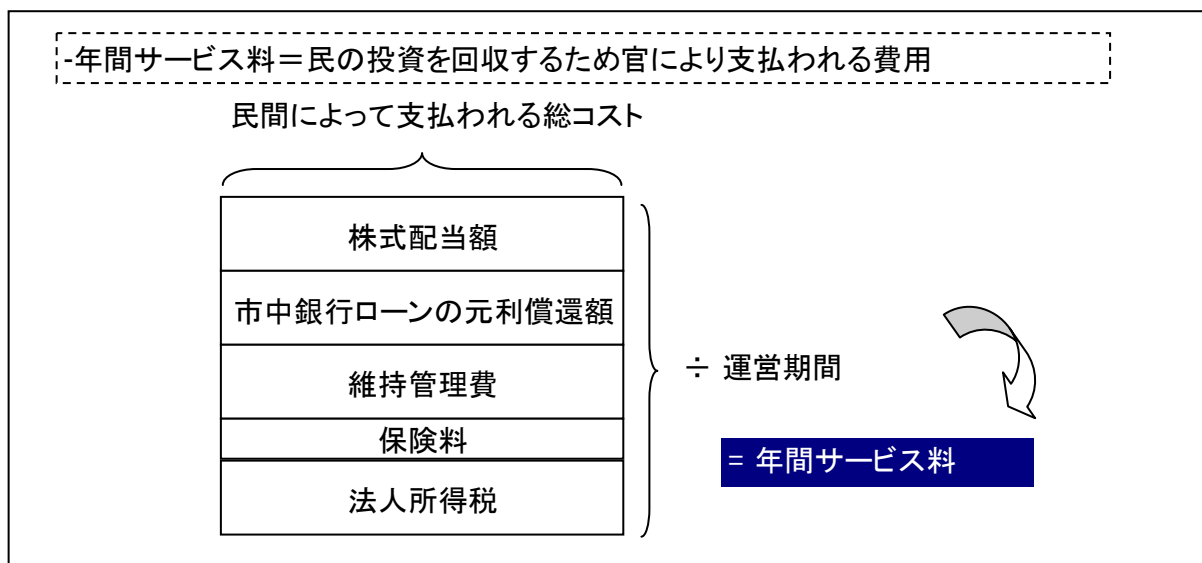 -年間サービス料＝民の投資を回収するため官により支払われる費用
民間によって支払われる総コスト
株式配当額
市中銀行ローンの元利償還額
維持管理費
保険料
法人所得税
÷ 運営期間
= 年間サービス料